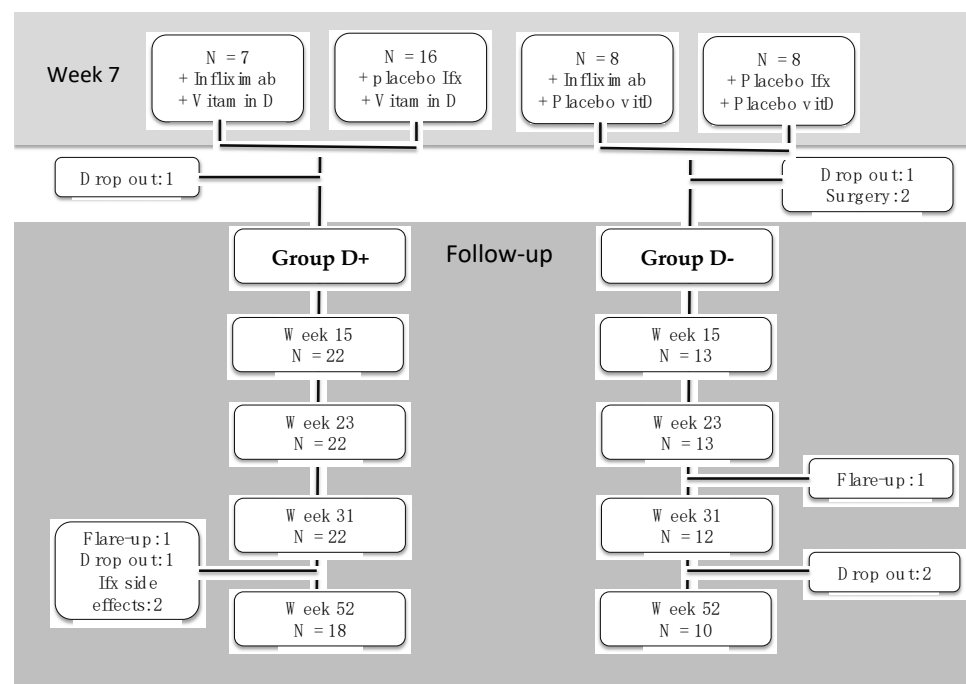 Week 7
N = 7
+ Infliximab
+ Vitamin D
N = 16
+ placebo Ifx
+ Vitamin D
N = 8
+ Infliximab
+ Placebo vitD
N = 8
+ Placebo Ifx
+ Placebo vitD
Drop out:1
Drop out:1
Surgery:2
Group D+
Follow-up
Group D-
Week 15
N = 22
Week 15
N = 13
Week 23
N = 22
Week 23
N = 13
Flare-up:1
Week 31
N = 22
Week 31
N = 12
Flare-up:1
Drop out:1
Ifx side
effects:2
Drop out:2
Week 52
N = 18
Week 52
N = 10